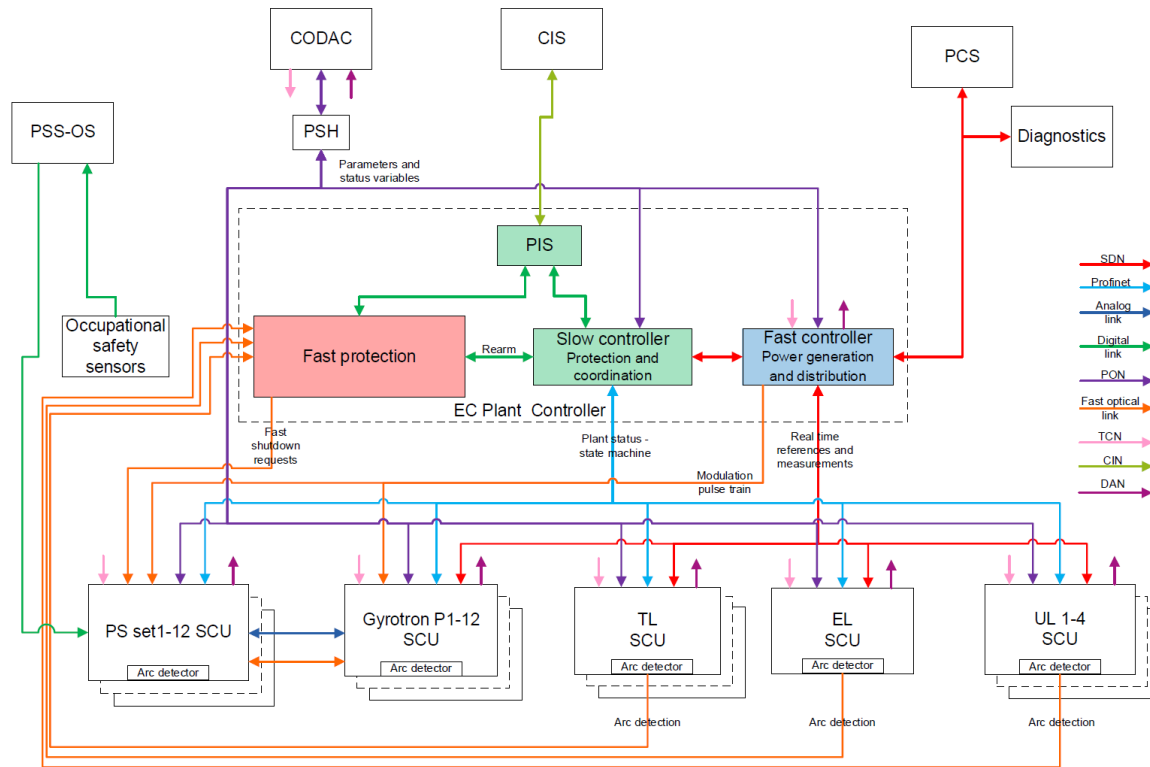 CODAC
CIS
PCS
PSS-OS
PSH
Diagnostics
Parameters and
status variables
PIS
SDN
Profinet
Analog
link
Digital
link
PON
Fast optical
link
TCN
CIN
DAN
Occupational
safety
sensors
Fast protection
Rearm
Slow controller
Protection and
coordination
Fast controller
Power generation
and distribution
EC Plant Controller
Fast
shutdown
requests
Plant status -
state machine
Real time
references and
measurements
Modulation
pulse train
PS set1-12 SCU
Arc detector
Gyrotron P1-12
SCU
Arc detector
TL
SCU
Arc detector
EL
SCU
Arc detector
UL 1-4
SCU
Arc detector
Arc detection
Arc detection
Arc detection